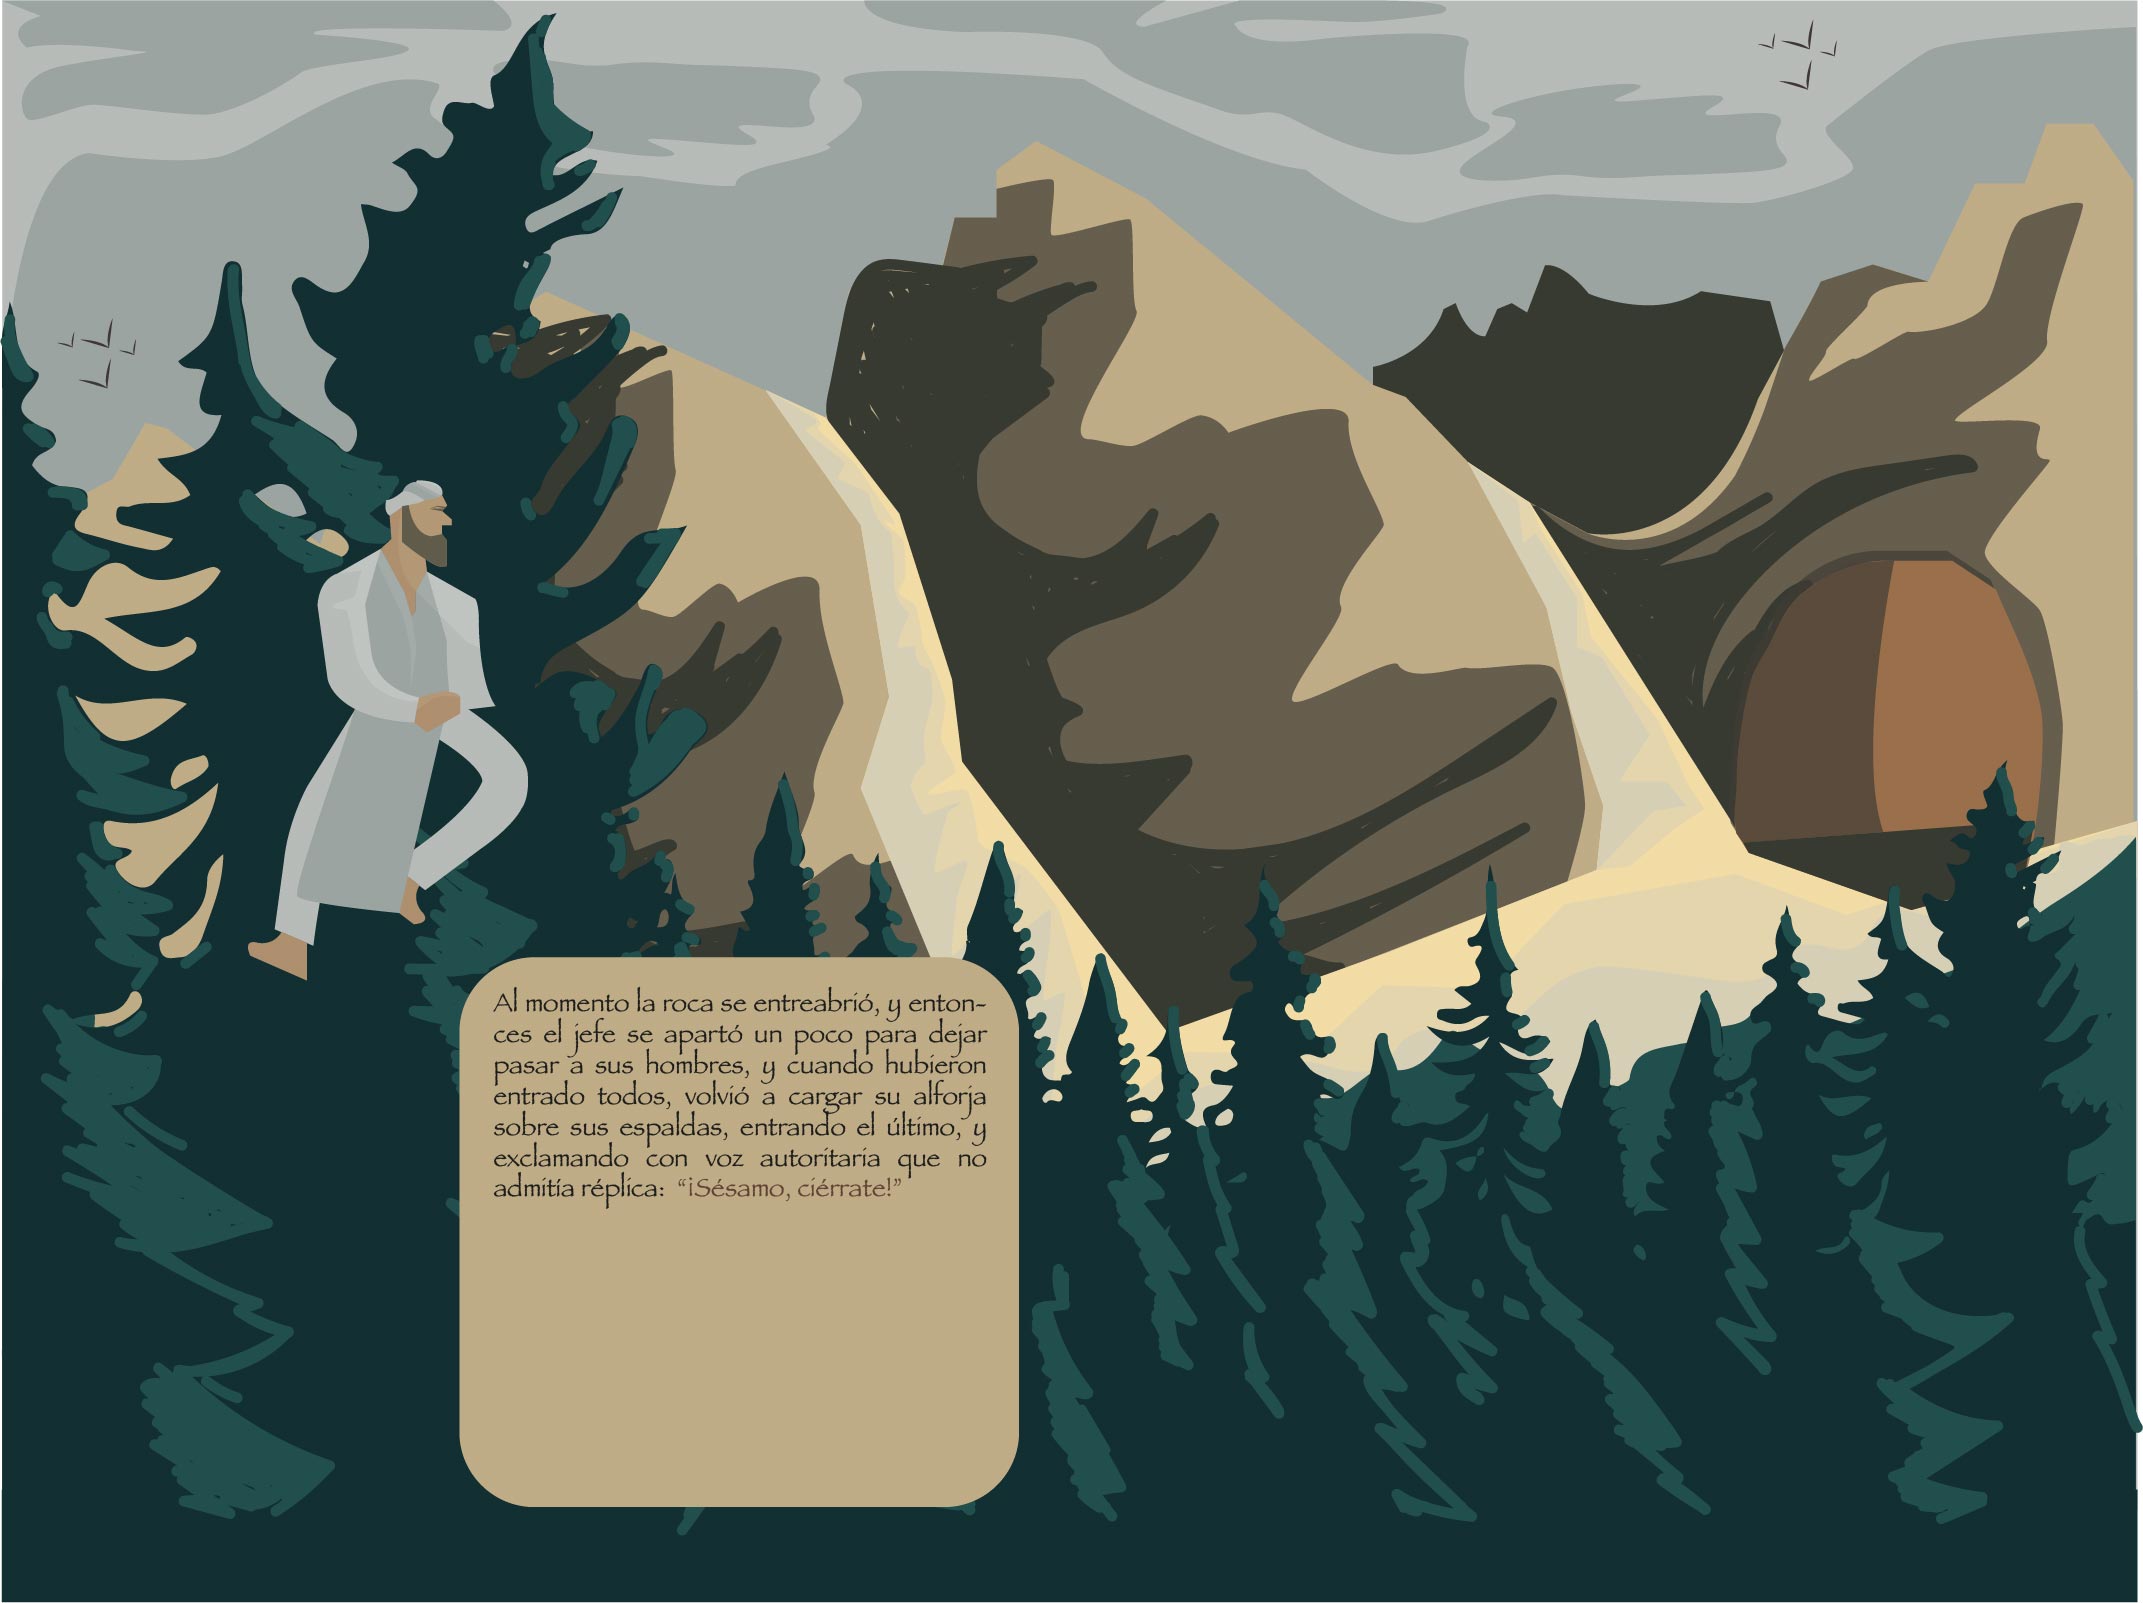 Al momento la roca se entreabrió, y enton-
ces el jefe se apartó un poco para dejar
pasar a sus hombres, y cuando hubieron
entrado todos, volvió a cargar su alforja
sobre sus espaldas, entrando el último, y
exclamando con voz autoritaria que no
admitía réplica: “¡Sésamo, ciérrate!”